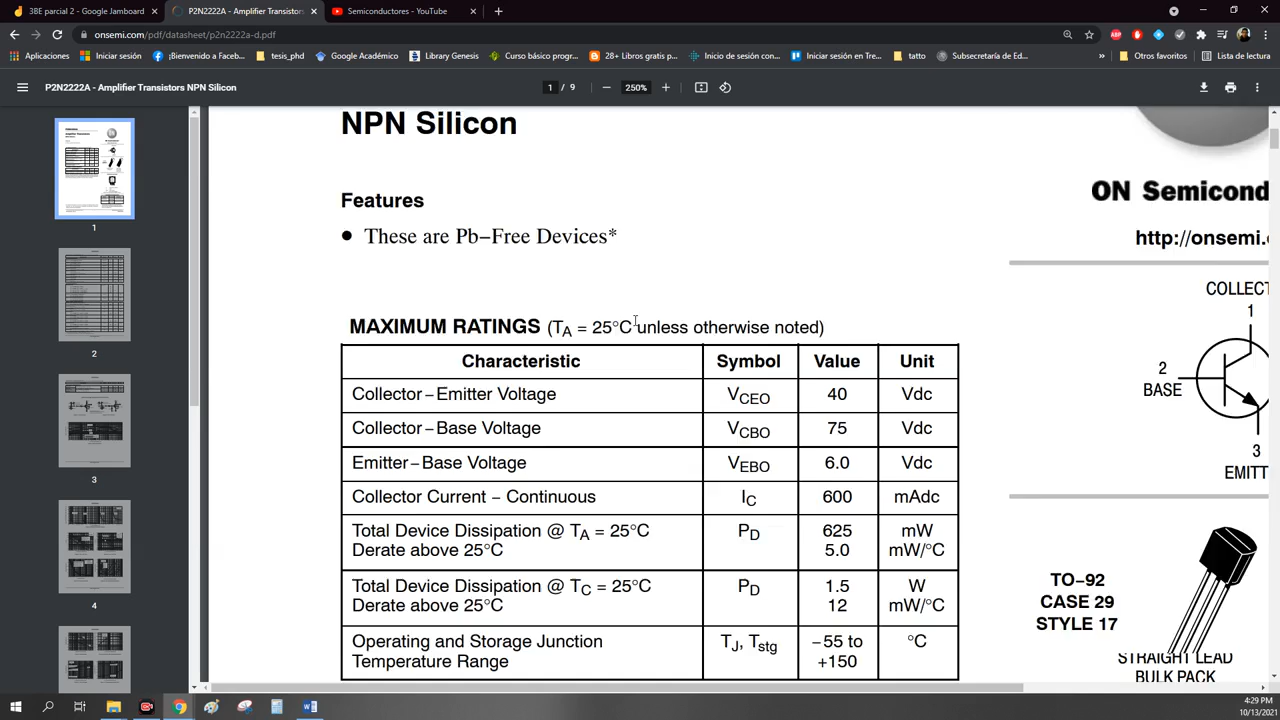 3BE parcial 2 - Google Jamboard
P2N2222A - Amplifier Transistors
Semiconductores - YouTube
onsemi.com/pdf/datasheet/p2n2222a-d.pdf
Aplicaciones
Iniciar sesión
¡Bienvenido a Faceb...
tesis_phd
Google Académico
Library Genesis
Curso básico progr...
28+ Libros gratis p...
Inicio de sesión con...
Iniciar sesión en Tre...
Subsecretaría de Ed...
tatto
»
Otros favoritos
Lista de lectura
P2N2222A - Amplifier Transistors NPN Silicon
1 / 9
250%
1
2
3
4
NPN Silicon
Features
• These are Pb−Free Devices*
MAXIMUM RATINGS (TA = 25°C unless otherwise noted)
Characteristic Symbol Value Unit
Collector−Emitter Voltage VCEO 40 Vdc
Collector−Base Voltage VCBO 75 Vdc
Emitter−Base Voltage VEBO 6.0 Vdc
Collector Current − Continuous IC 600 mAdc
Total Device Dissipation @ TA = 25°C PD 625 mW
Derate above 25°C 5.0 mW/°C
Total Device Dissipation @ TC = 25°C PD 1.5 W
Derate above 25°C 12 mW/°C
Operating and Storage Junction TJ, Tstg −55 to °C
Temperature Range +150
ON Semicond
http://onsemi.
COLLECT
1
2
BASE
3
EMITT
TO−92
CASE 29
STYLE 17
STRAIGHT LEAD
BULK PACK
4:29 PM
10/13/2021